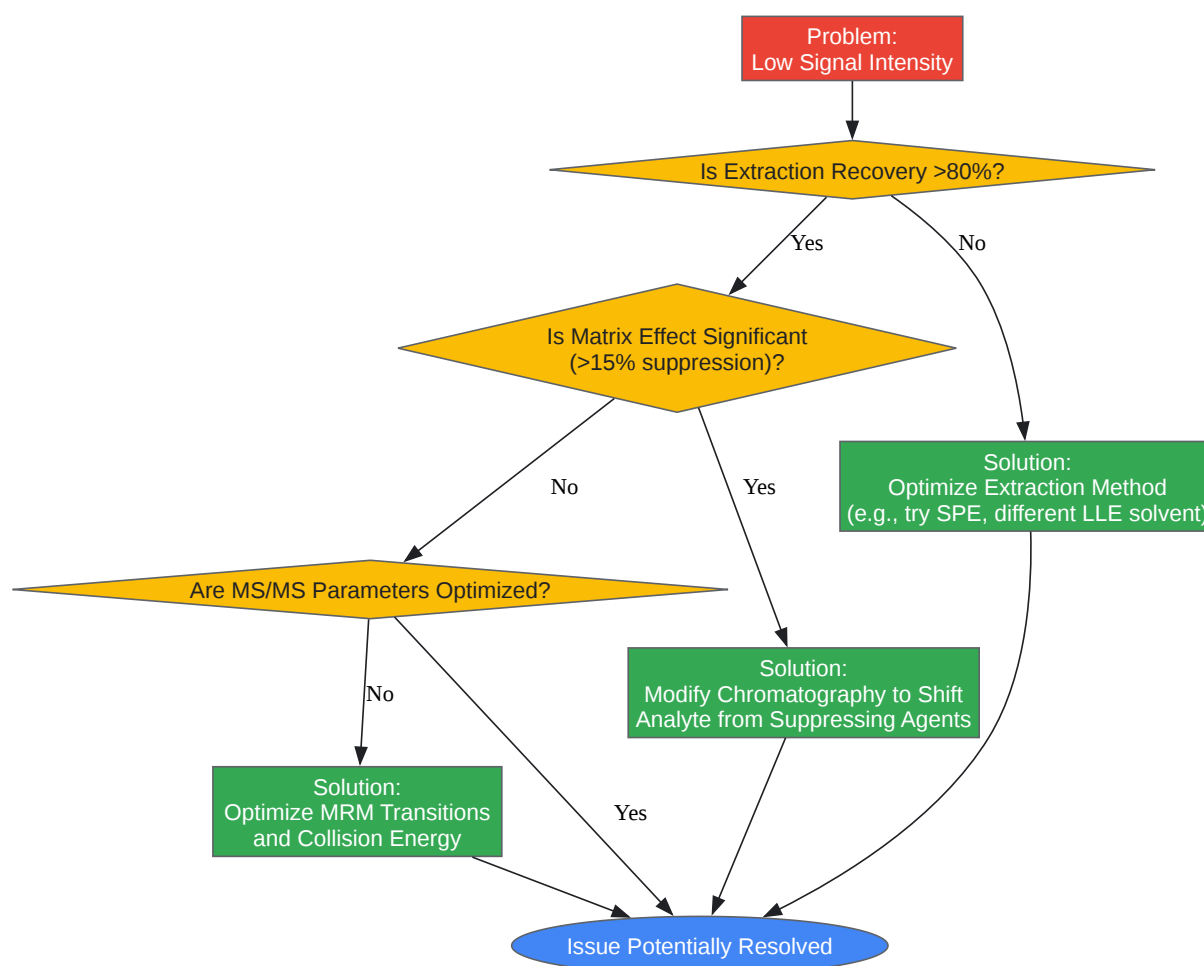 Problem:
Low Signal Intensity
Is Extraction Recovery >80%?
Yes
No
Is Matrix Effect Significant
(>15% suppression)?
Solution:
Optimize Extraction Method
(e.g., try SPE, different LLE solvent)
No
Yes
Are MS/MS Parameters Optimized?
Solution:
Modify Chromatography to Shift
Analyte from Suppressing Agents
No
Solution:
Optimize MRM Transitions
and Collision Energy
Yes
Issue Potentially Resolved